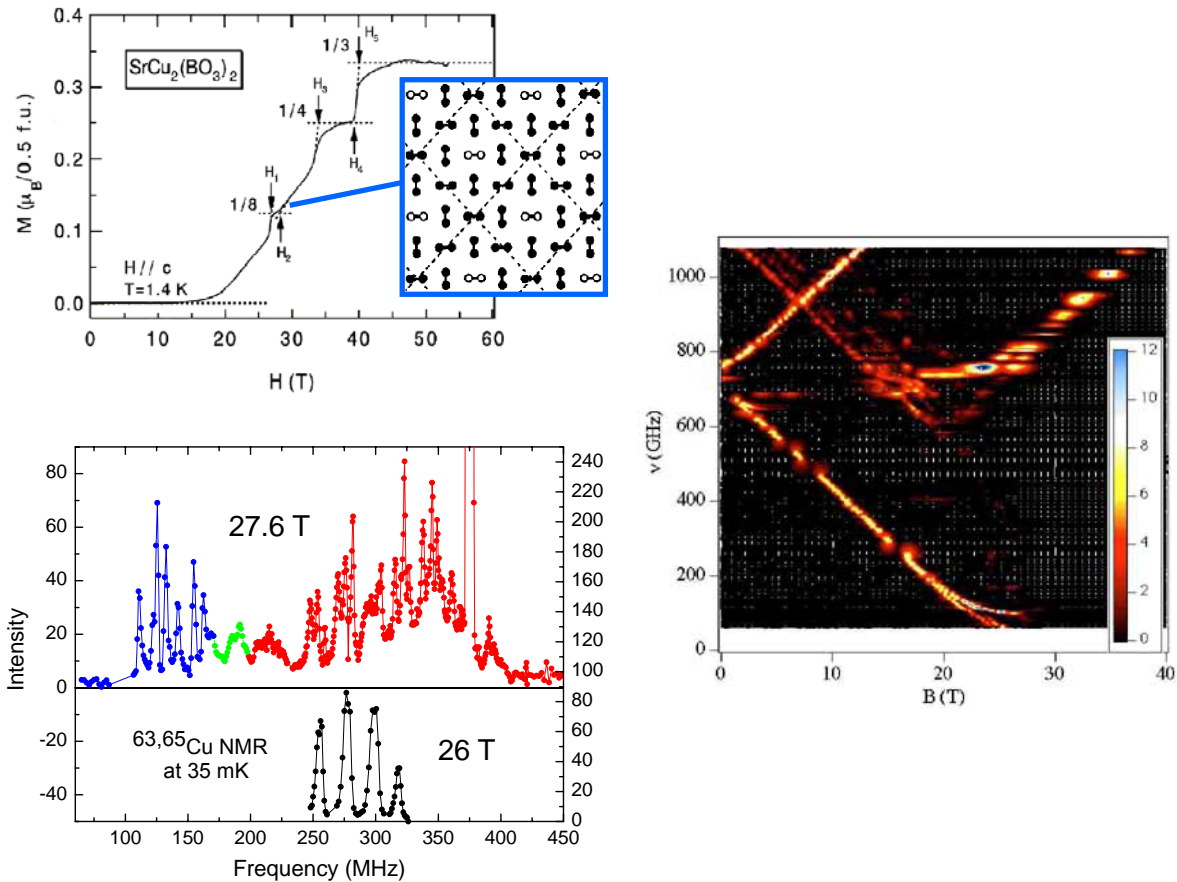 0.4
0.3
0.2
0.1
0.0
M (μB/0.5 f.u.)
SrCu2(BO3)2
1/3
H5
H3
1/4
H4
H1
1/8
H2
H // c
T=1.4 K
0 10 20 30 40 50 60
H (T)
1000
800
600
400
200
0
ν (GHz)
12
10
8
6
4
2
0
0 10 20 30 40
B (T)
80
60
40
20
0
-20
-40
Intensity
27.6 T
240
220
200
180
160
140
120
100
63,65Cu NMR
at 35 mK
26 T
80
60
40
20
0
100 150 200 250 300 350 400 450
Frequency (MHz)